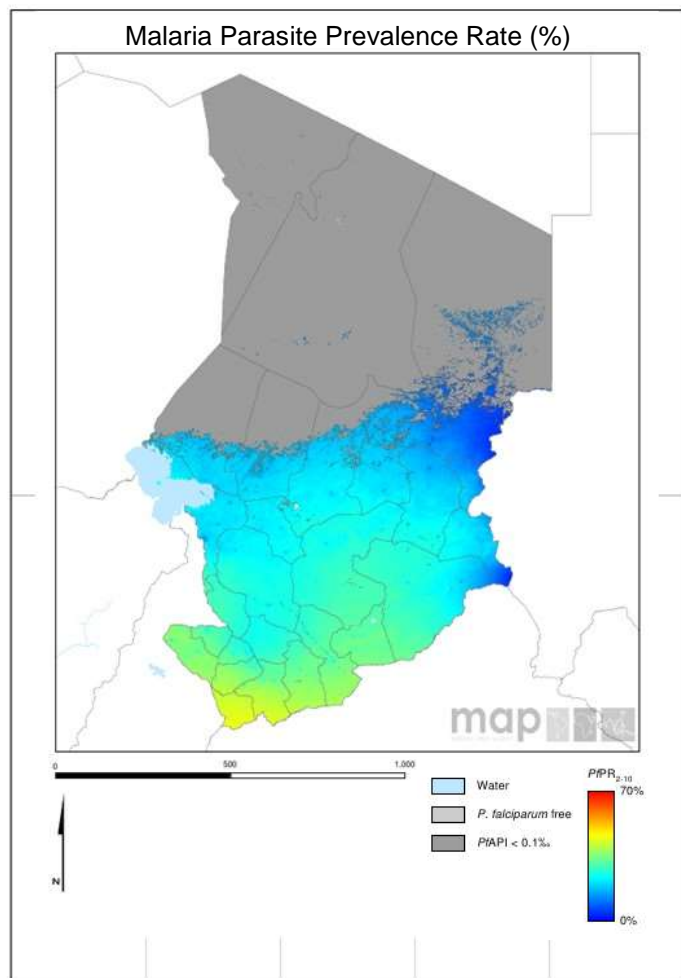 Malaria Parasite Prevalence Rate (%)
map
0 500 1,000
Water
P. falciparum free
PfAPI < 0.1‰
PfPR2-10
70%
0%
N